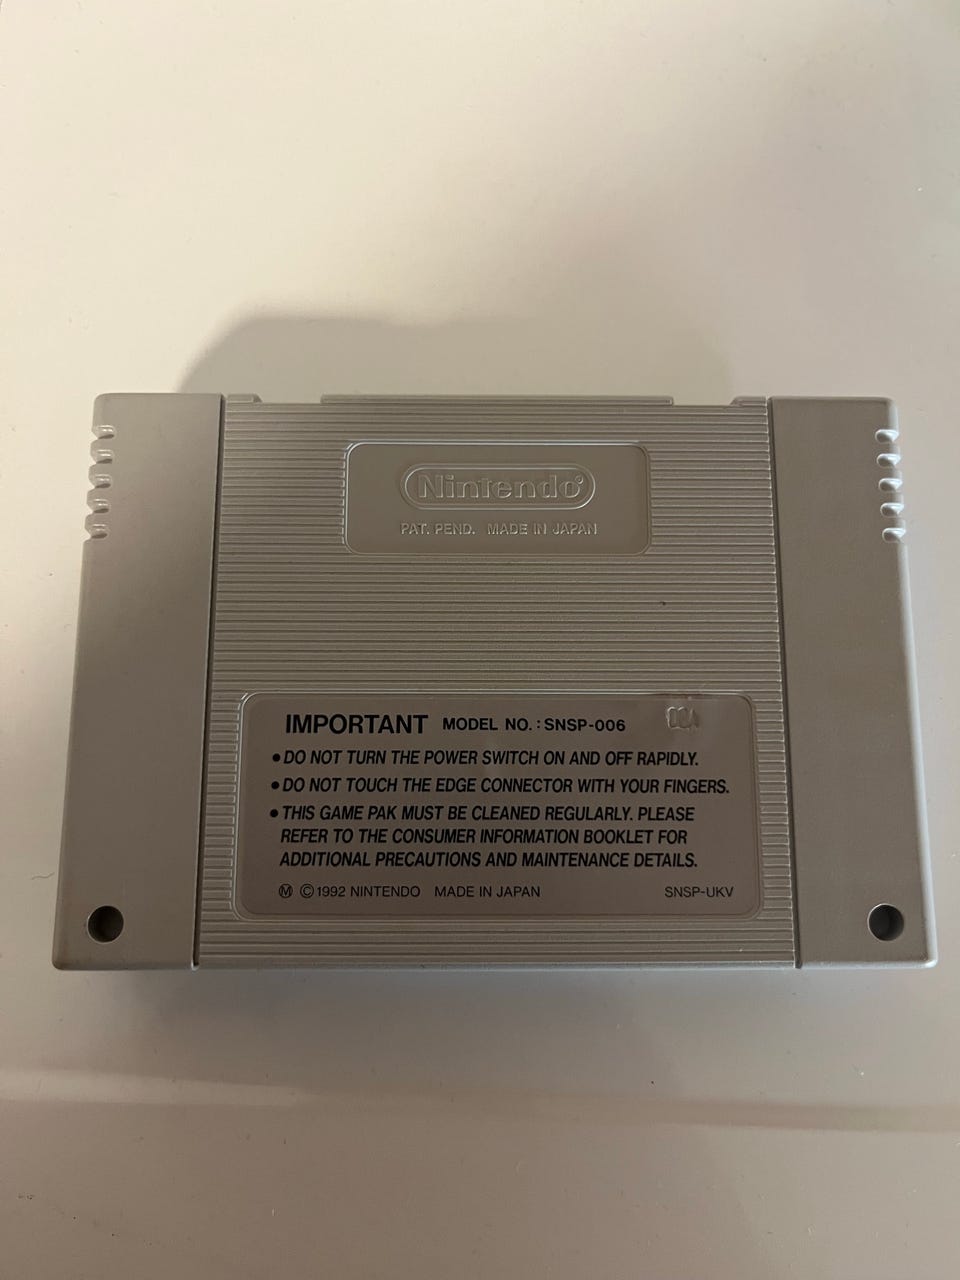 Nintendo®
PAT. PEND. MADE IN JAPAN
IMPORTANT MODEL NO. : SNSP-006
• DO NOT TURN THE POWER SWITCH ON AND OFF RAPIDLY.
• DO NOT TOUCH THE EDGE CONNECTOR WITH YOUR FINGERS.
• THIS GAME PAK MUST BE CLEANED REGULARLY. PLEASE
REFER TO THE CONSUMER INFORMATION BOOKLET FOR
ADDITIONAL PRECAUTIONS AND MAINTENANCE DETAILS.
Ⓜ ©1992 NINTENDO MADE IN JAPAN SNSP-UKV